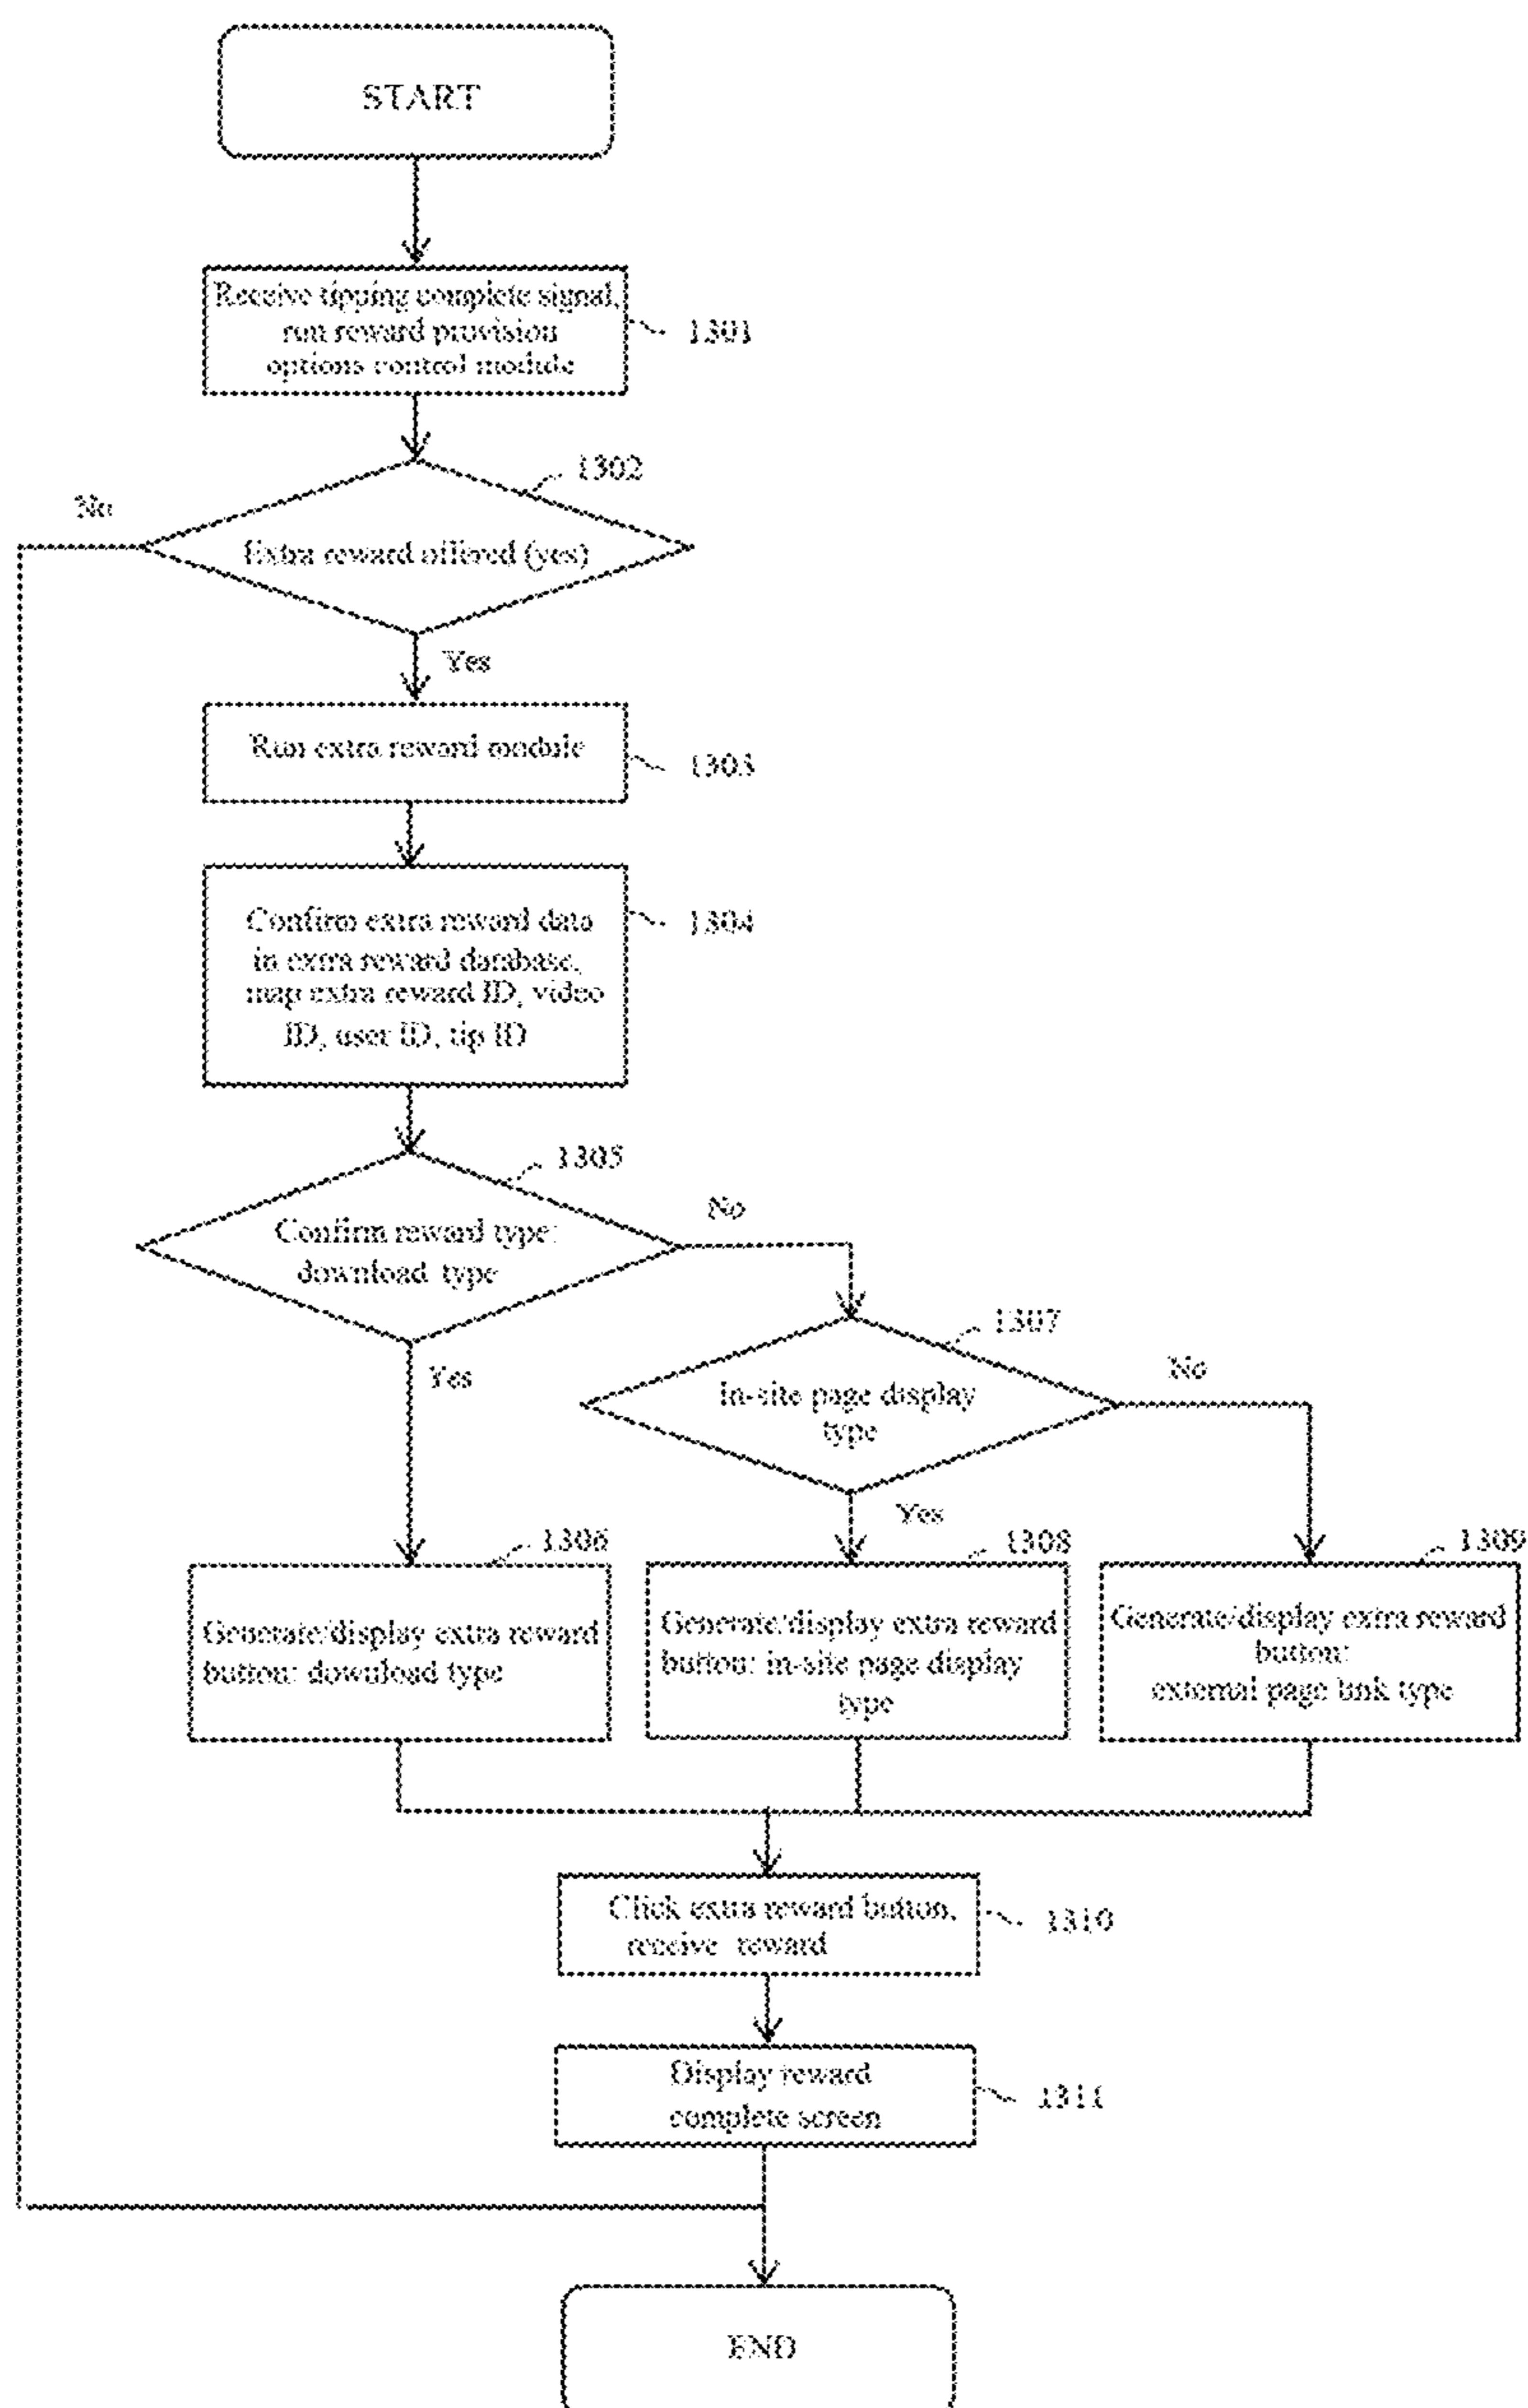 START
Receive tipping complete signal,
run reward provision
options control module
1301
1302
No
Extra reward offered (yes)
Yes
Run extra reward module
1303
Confirm extra reward data
in extra reward database,
map extra reward ID, video
ID, user ID, tip ID
1304
1305
Confirm reward type:
download type
No
Yes
1307
In-site page display
type
No
Yes
1306
Generate/display extra reward
button: download type
1308
Generate/display extra reward
button: in-site page display
type
1309
Generate/display extra reward
button:
external page link type
Click extra reward button,
receive reward
1310
Display reward
complete screen
1311
END